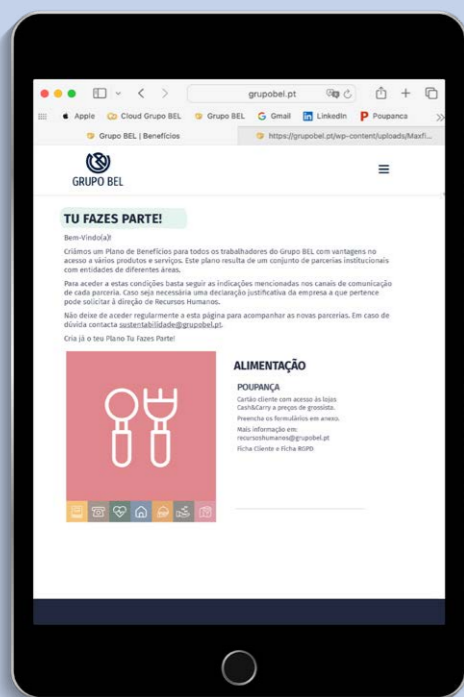 grupobel.pt
Apple Cloud Grupo BEL Grupo BEL Gmail LinkedIn Poupanca
Grupo BEL | Benefícios https://grupobel.pt/wp-content/uploads/Maxfi...
GRUPO BEL
TU FAZES PARTE!
Bem-Vindo(a)!
Criámos um Plano de Benefícios para todos os trabalhadores do Grupo BEL com vantagens no
acesso a vários produtos e serviços. Este plano resulta de um conjunto de parcerias institucionais
com entidades de diferentes áreas.
Para aceder a estas condições basta seguir as indicações mencionadas nos canais de comunicação
de cada parceria. Caso seja necessária uma declaração justificativa da empresa a que pertence
pode solicitar à direção de Recursos Humanos.
Não deixe de aceder regularmente a esta página para acompanhar as novas parcerias. Em caso de
dúvida contacta sustentabilidade@grupobel.pt.
Cria já o teu Plano Tu Fazes Parte!
ALIMENTAÇÃO
POUPANÇA
Cartão cliente com acesso às lojas
Cash&Carry a preços de grossista.
Preencha os formulários em anexo.
Mais informação em:
recursoshumanos@grupobel.pt
Ficha Cliente e Ficha RGPD